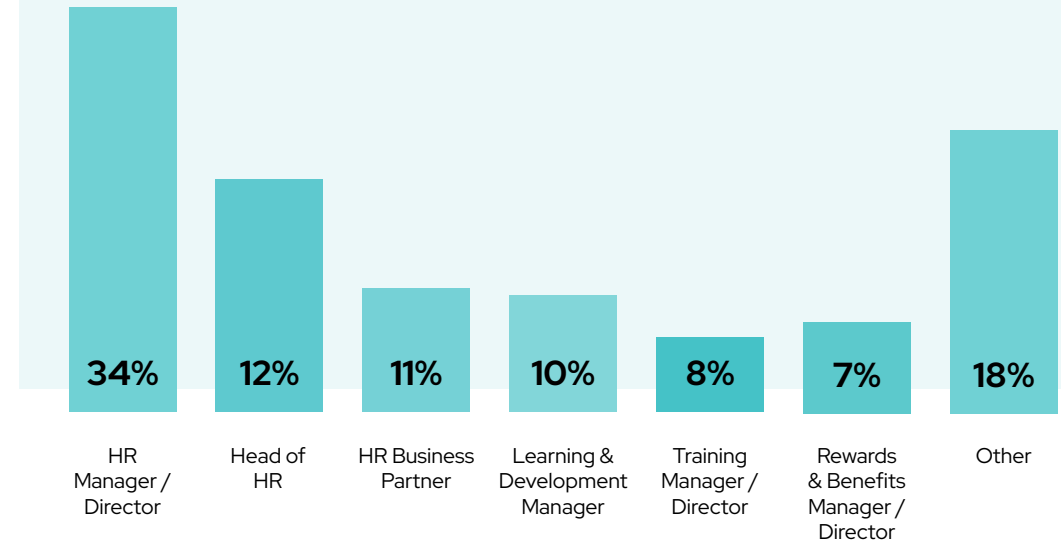 34%
12%
11%
10%
8%
7%
18%
HR
Manager /
Director
Head of
HR
HR Business
Partner
Learning &
Development
Manager
Training
Manager /
Director
Rewards
& Benefits
Manager /
Director
Other